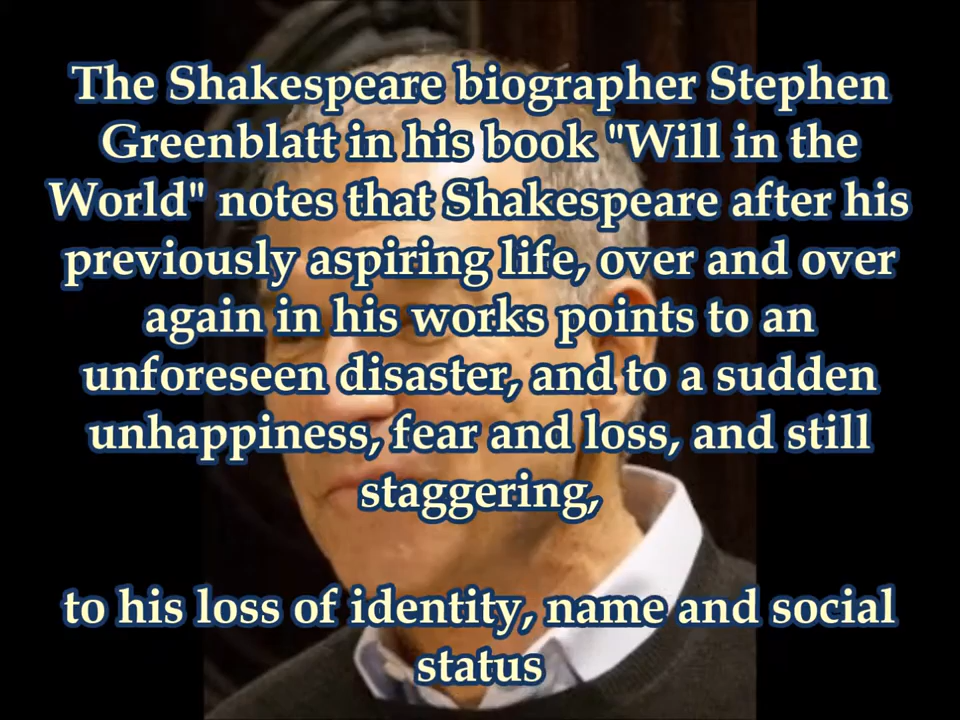 The Shakespeare biographer Stephen
Greenblatt in his book "Will in the
World" notes that Shakespeare after his
previously aspiring life, over and over
again in his works points to an
unforeseen disaster, and to a sudden
unhappiness, fear and loss, and still
staggering,
to his loss of identity, name and social
status